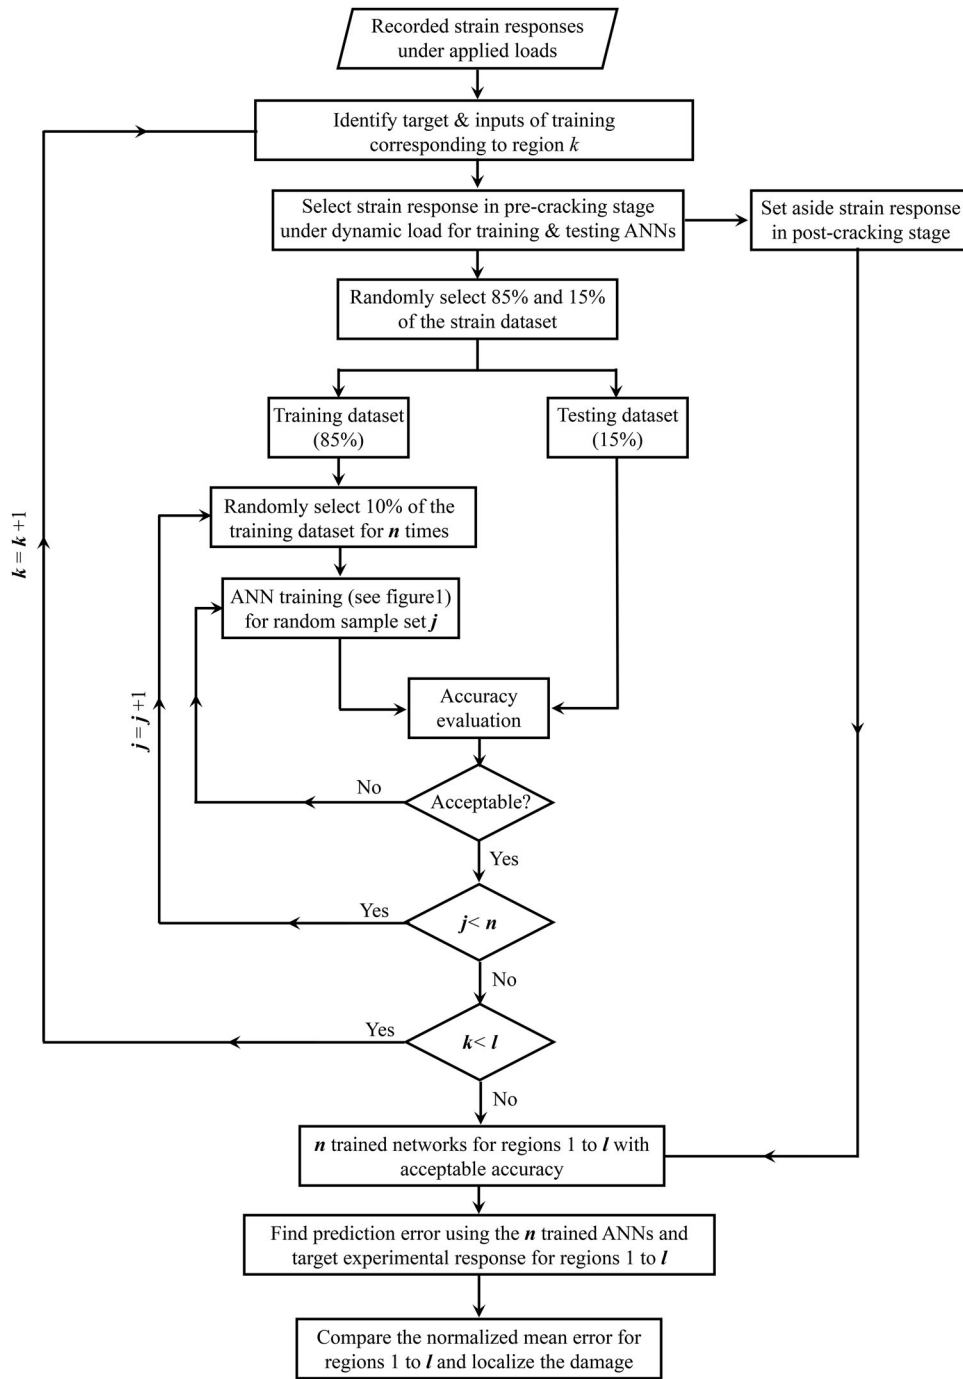 Recorded strain responses
under applied loads
Identify target & inputs of training
corresponding to region k
Select strain response in pre-cracking stage
under dynamic load for training & testing ANNs
Set aside strain response
in post-cracking stage
Randomly select 85% and 15%
of the strain dataset
Training dataset
(85%)
Testing dataset
(15%)
Randomly select 10% of the
training dataset for n times
k = k +1
ANN training (see figure1)
for random sample set j
j = j +1
Accuracy
evaluation
No
Acceptable?
Yes
Yes
j< n
No
Yes
k< l
No
n trained networks for regions 1 to l with
acceptable accuracy
Find prediction error using the n trained ANNs and
target experimental response for regions 1 to l
Compare the normalized mean error for
regions 1 to l and localize the damage